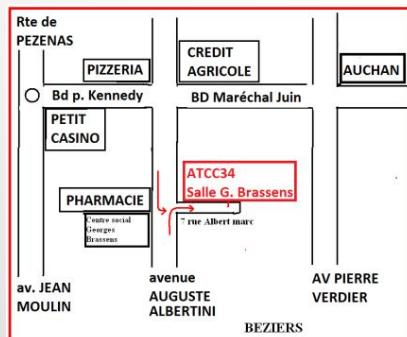 Rte de
PEZENAS
CREDIT
AGRICOLE
PIZZERIA
AUCHAN
Bd p. Kennedy
BD Maréchal Juin
PETIT
CASINO
ATCC34
Salle G. Brassens
PHARMACIE
Centre social
Georges
Brassens
7 rue Albert marc
av. JEAN
MOULIN
avenue
AUGUSTE
ALBERTINI
AV PIERRE
VERDIER
BEZIERS